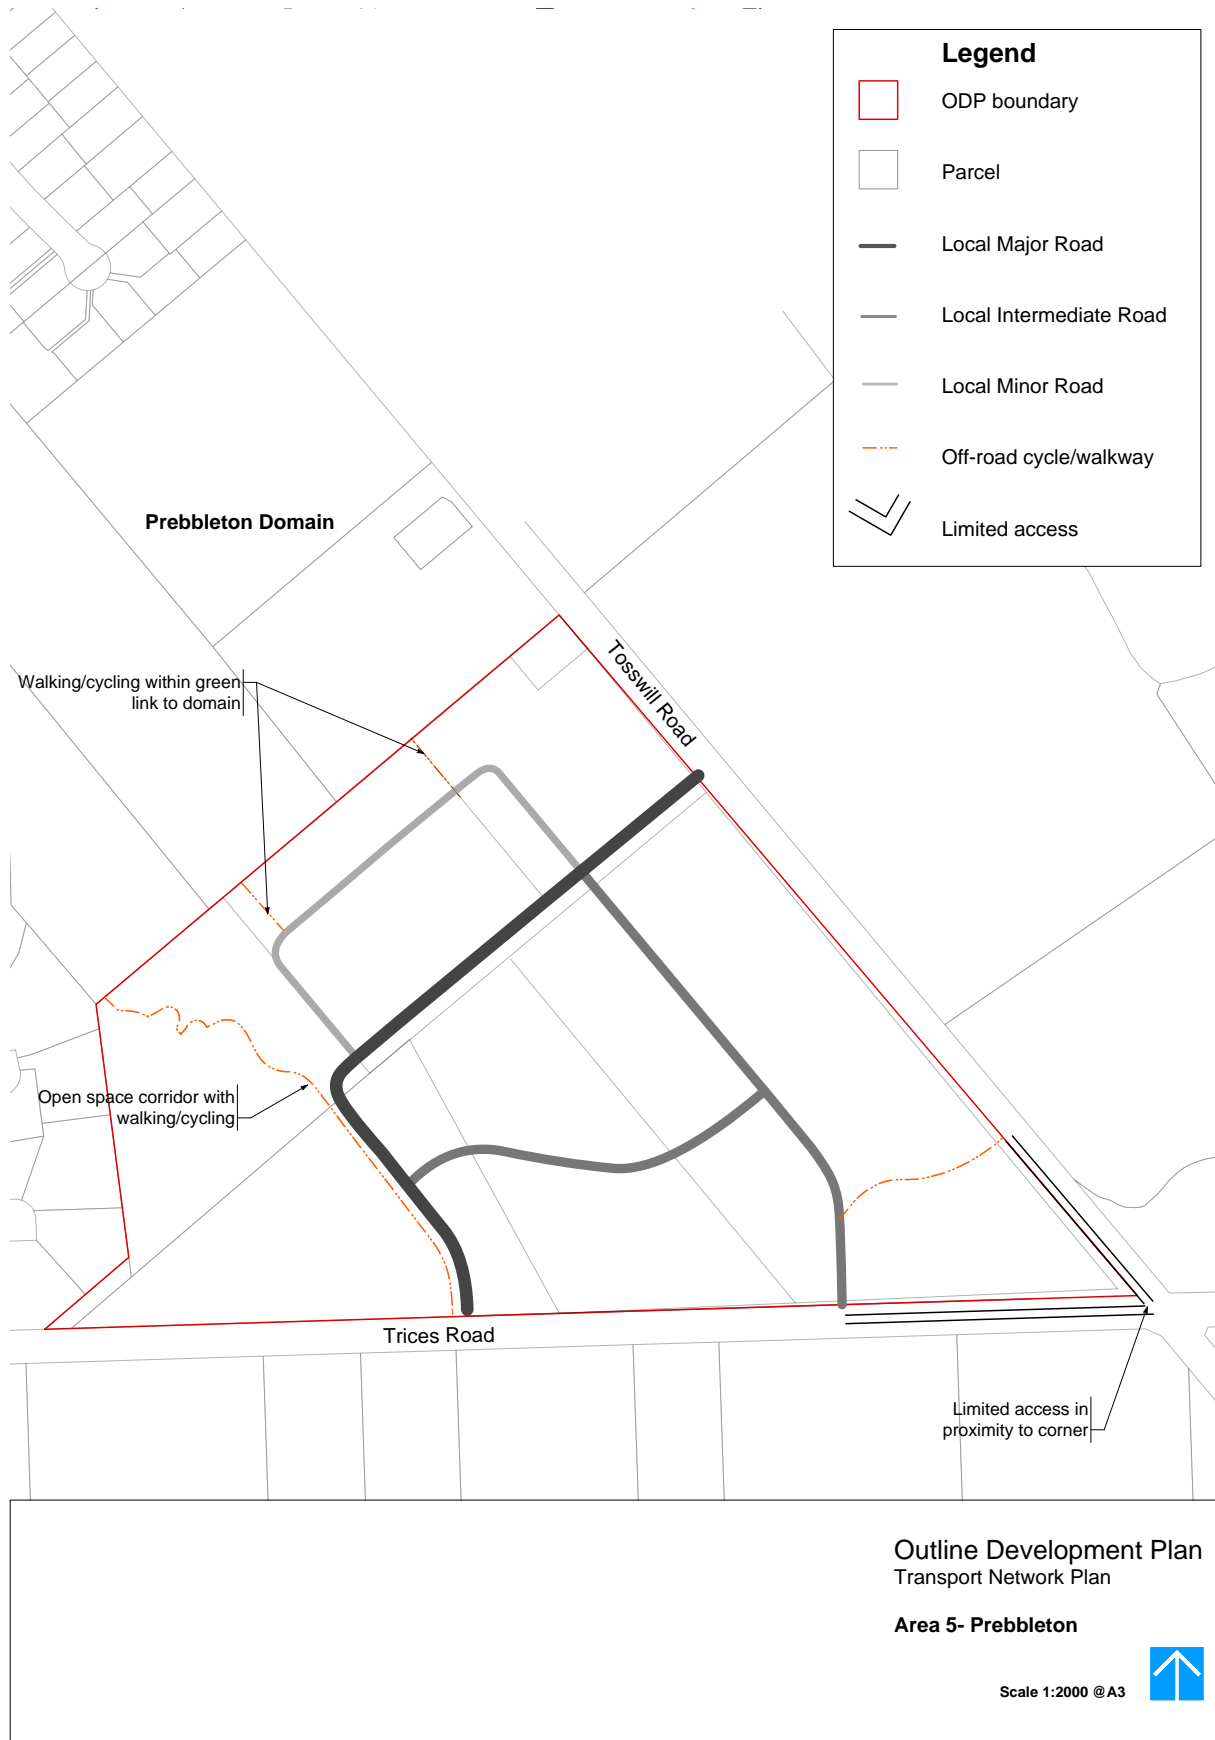 Legend
ODP boundary
Parcel
Local Major Road
Local Intermediate Road
Local Minor Road
Off-road cycle/walkway
Limited access
Prebbleton Domain
Tosswill Road
Walking/cycling within green
link to domain
Open space corridor with
walking/cycling
Trices Road
Limited access in
proximity to corner
Outline Development Plan
Transport Network Plan
Area 5- Prebbleton
Scale 1:2000 @A3